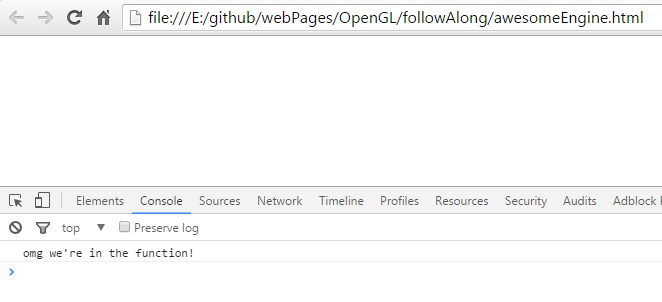 file:///E:/github/webPages/OpenGL/followAlong/awesomeEngine.html
Elements Console Sources Network Timeline Profiles Resources Security Audits Adblock
top Preserve log
omg we're in the function!